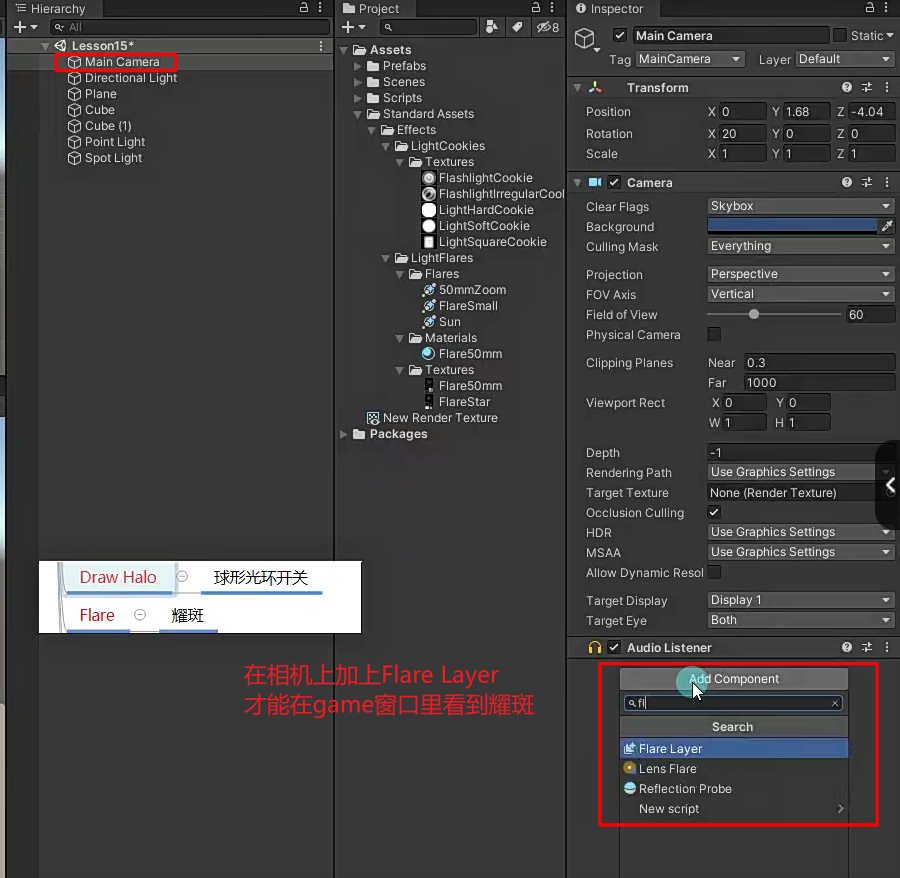 Hierarchy
All
Lesson15*
Main Camera
Directional Light
Plane
Cube
Cube (1)
Point Light
Spot Light
Draw Halo
球形光环开关
Flare
耀斑
在相机上加上Flare Layer
才能在game窗口里看到耀斑
Project
8
Assets
Prefabs
Scenes
Scripts
Standard Assets
Effects
LightCookies
Textures
FlashlightCookie
FlashlightIrregularCool
LightHardCookie
LightSoftCookie
LightSquareCookie
LightFlares
Flares
50mmZoom
FlareSmall
Sun
Materials
Flare50mm
Textures
Flare50mm
FlareStar
New Render Texture
Packages
Inspector
Main Camera Static
Tag MainCamera Layer Default
Transform
Position X 0 Y 1.68 Z -4.04
Rotation X 20 Y 0 Z 0
Scale X 1 Y 1 Z 1
Camera
Clear Flags Skybox
Background
Culling Mask Everything
Projection Perspective
FOV Axis Vertical
Field of View 60
Physical Camera
Clipping Planes Near 0.3
Far 1000
Viewport Rect X 0 Y 0
W 1 H 1
Depth -1
Rendering Path Use Graphics Settings
Target Texture None (Render Texture)
Occlusion Culling
HDR Use Graphics Settings
MSAA Use Graphics Settings
Allow Dynamic Resol
Target Display Display 1
Target Eye Both
Audio Listener
Add Component
fl
Search
Flare Layer
Lens Flare
Reflection Probe
New script